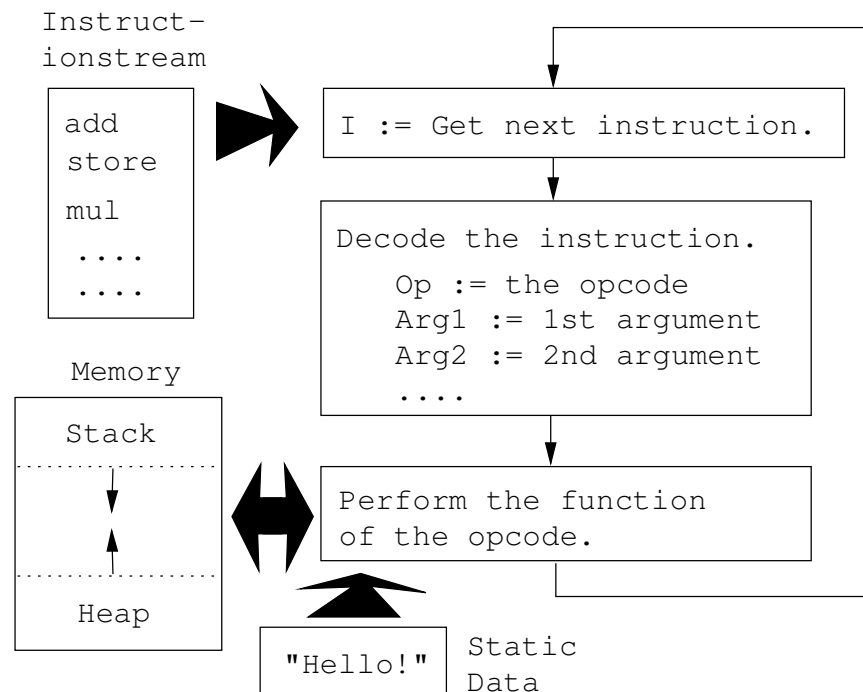 Instruct-
ionstream
add
store
mul
....
....
I := Get next instruction.
Decode the instruction.
Op := the opcode
Arg1 := 1st argument
Arg2 := 2nd argument
....
Memory
Stack
Heap
Perform the function
of the opcode.
"Hello!"
Static
Data